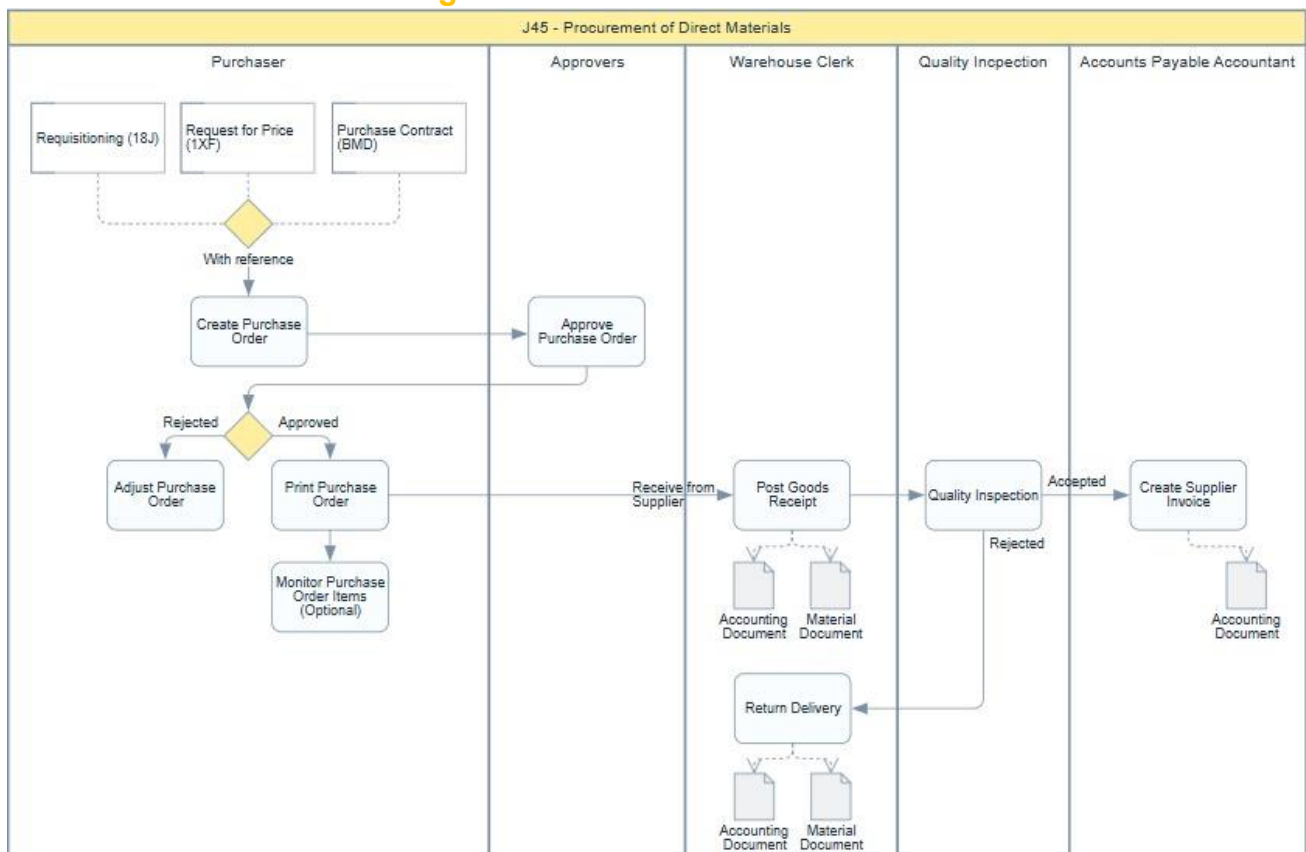 J45 - Procurement of Direct Materials
Purchaser
Approvers
Warehouse Clerk
Quality Incpection
Accounts Payable Accountant
Requisitioning (18J)
Request for Price
(1XF)
Purchase Contract
(BMD)
With reference
Create Purchase
Order
Approve
Purchase Order
Rejected
Approved
Adjust Purchase
Order
Print Purchase
Order
Receive from
Supplier
Post Goods
Receipt
Quality Inspection
Accepted
Create Supplier
Invoice
Rejected
Monitor Purchase
Order Items
(Optional)
Accounting
Document
Material
Document
Accounting
Document
Return Delivery
Accounting
Document
Material
Document